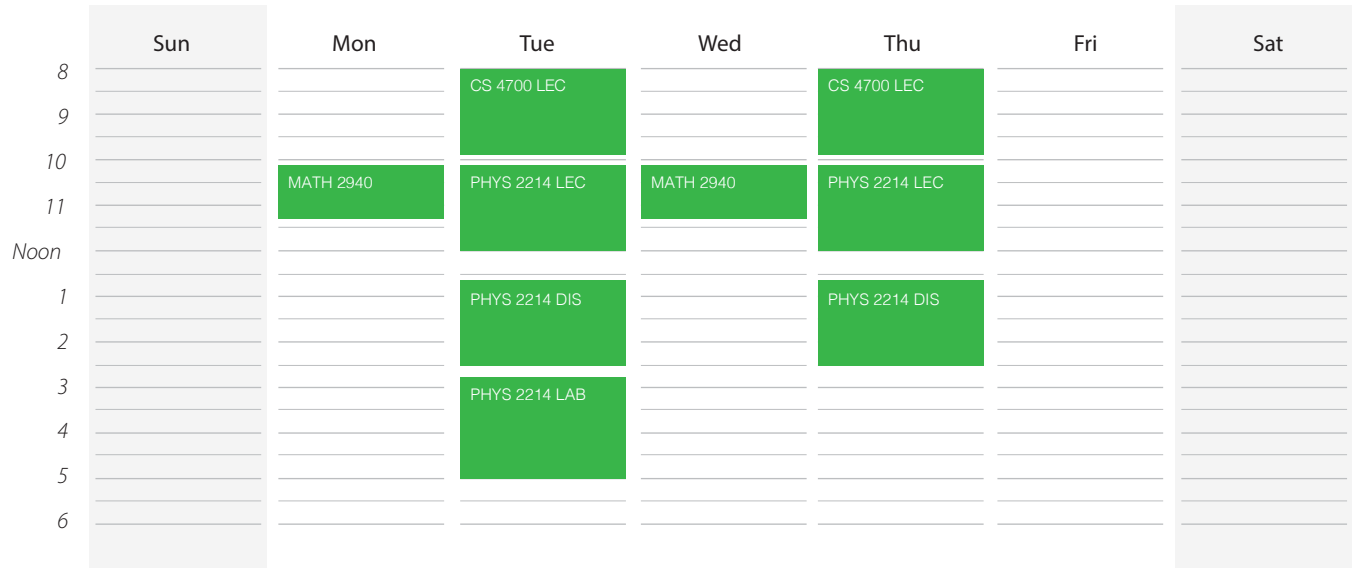 Sun Mon Tue Wed Thu Fri Sat
8
CS 4700 LEC CS 4700 LEC
9
10
MATH 2940 PHYS 2214 LEC MATH 2940 PHYS 2214 LEC
11
Noon
1
PHYS 2214 DIS PHYS 2214 DIS
2
3
PHYS 2214 LAB
4
5
6